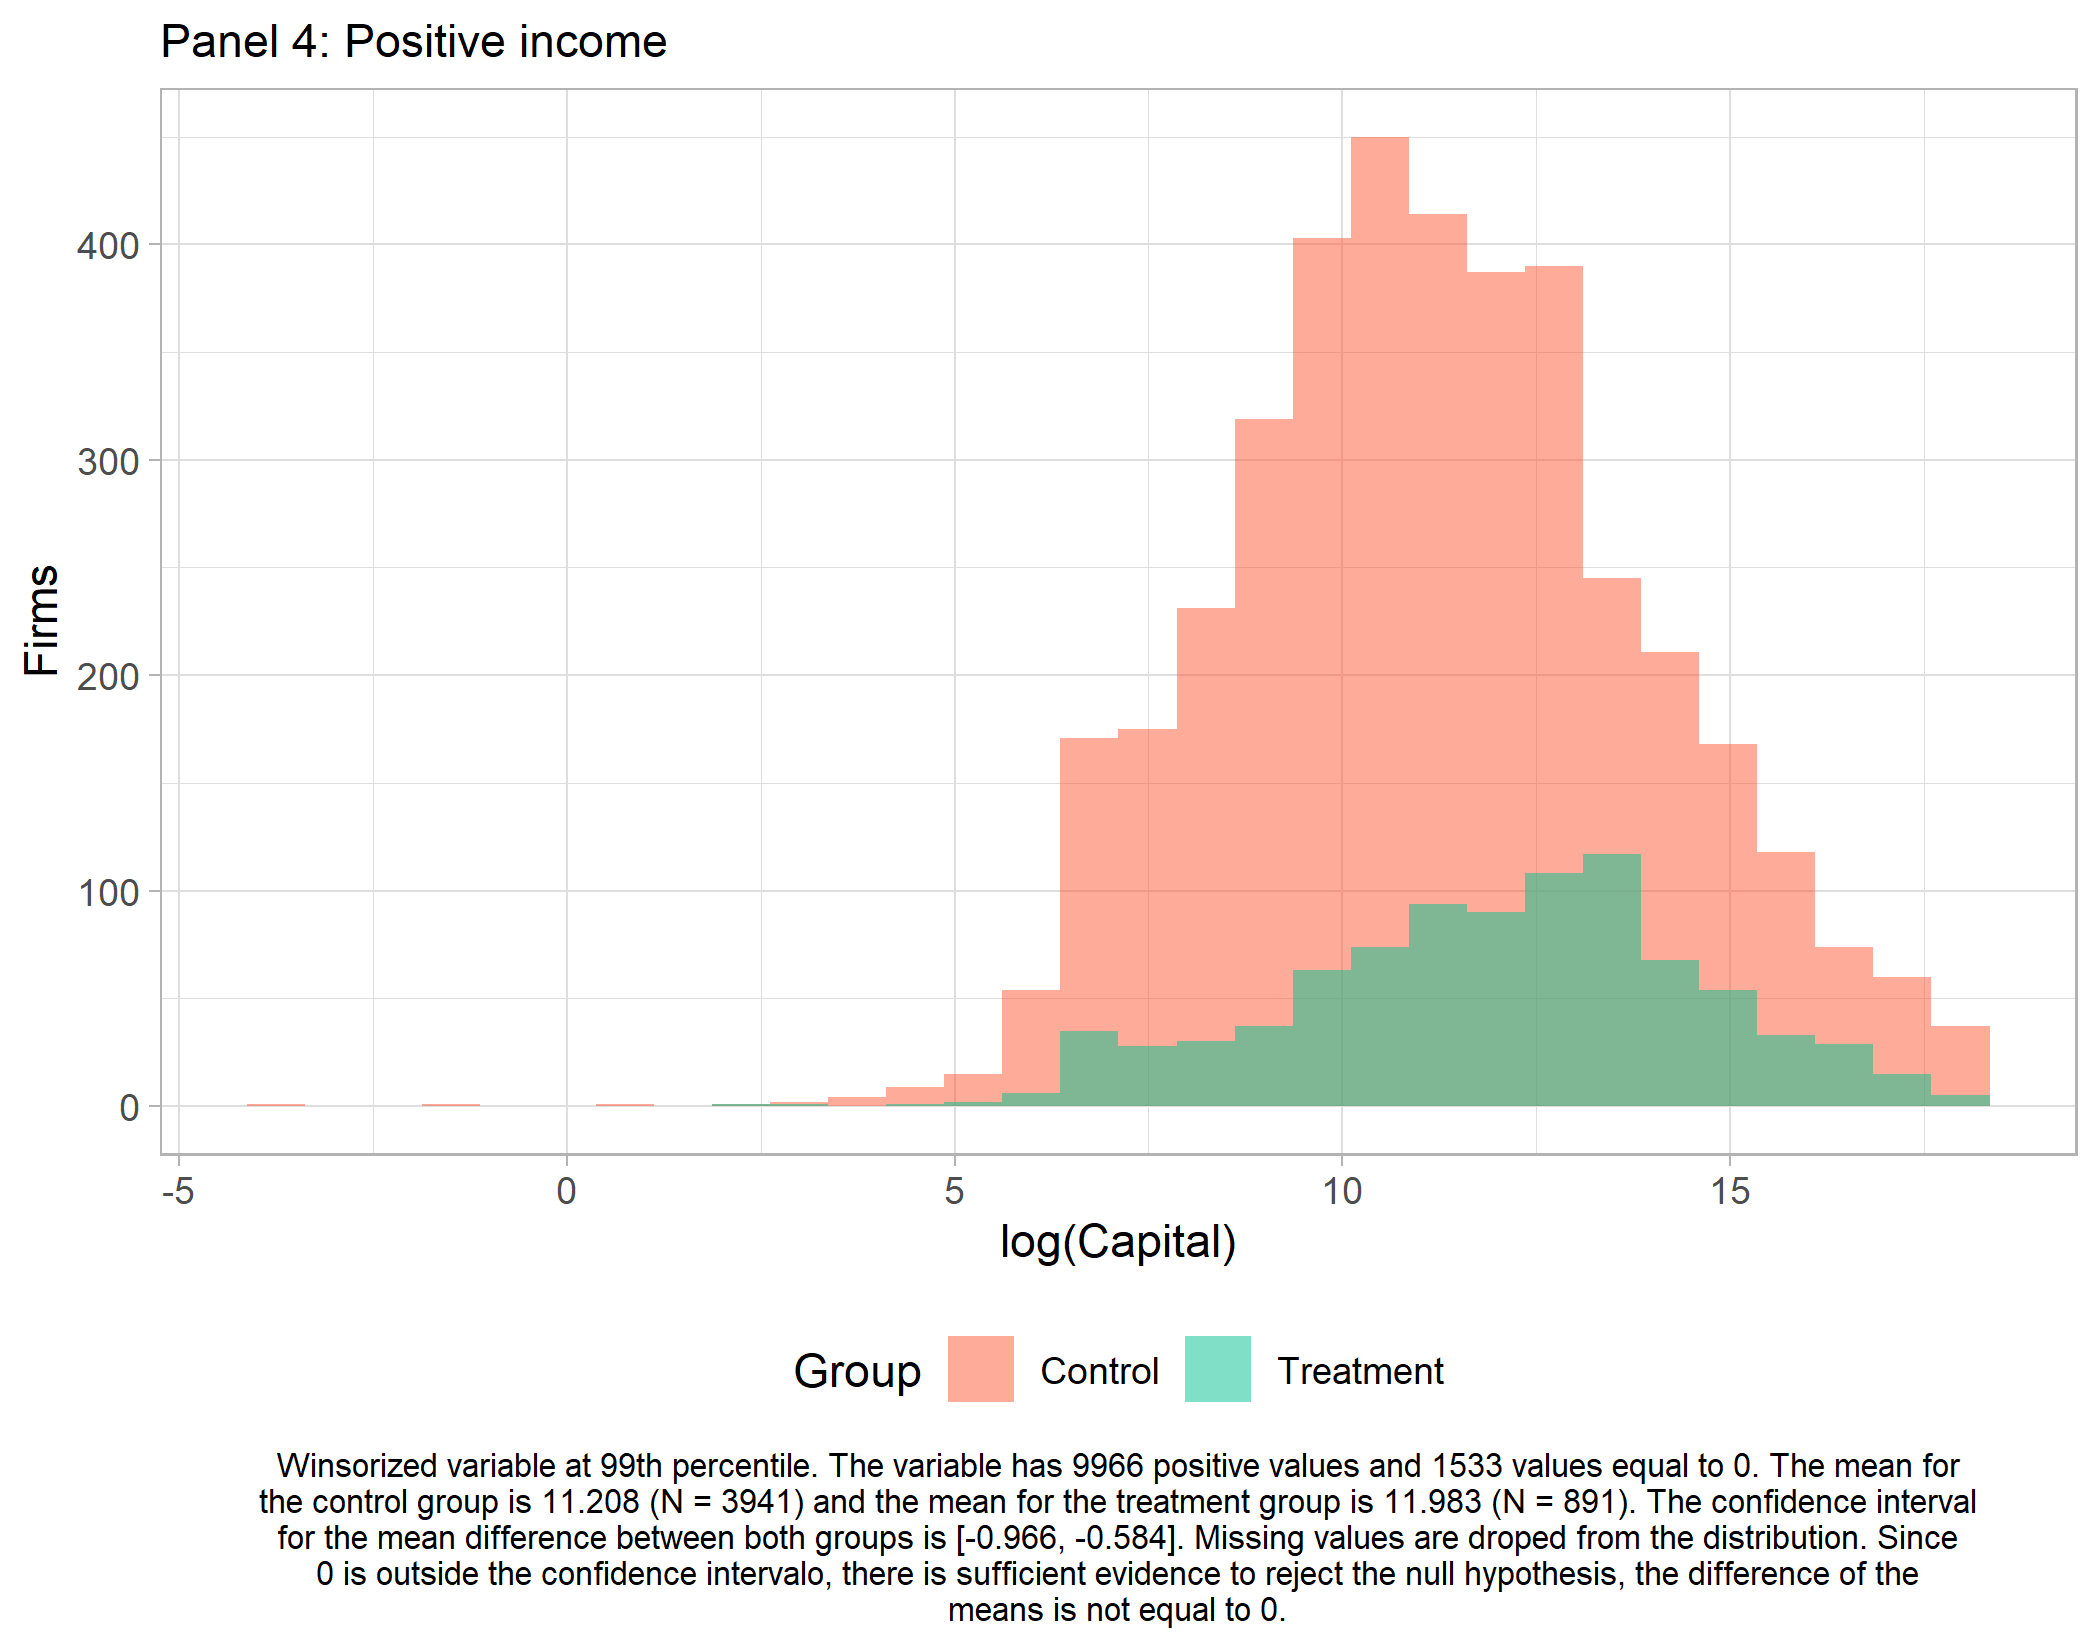 Panel 4: Positive income
400
300
200
100
0
Firms
-5 0 5 10 15
log(Capital)
Group Control Treatment
Winsorized variable at 99th percentile. The variable has 9966 positive values and 1533 values equal to 0. The mean for
the control group is 11.208 (N = 3941) and the mean for the treatment group is 11.983 (N = 891). The confidence interval
for the mean difference between both groups is [-0.966, -0.584]. Missing values are droped from the distribution. Since
0 is outside the confidence intervalo, there is sufficient evidence to reject the null hypothesis, the difference of the
means is not equal to 0.